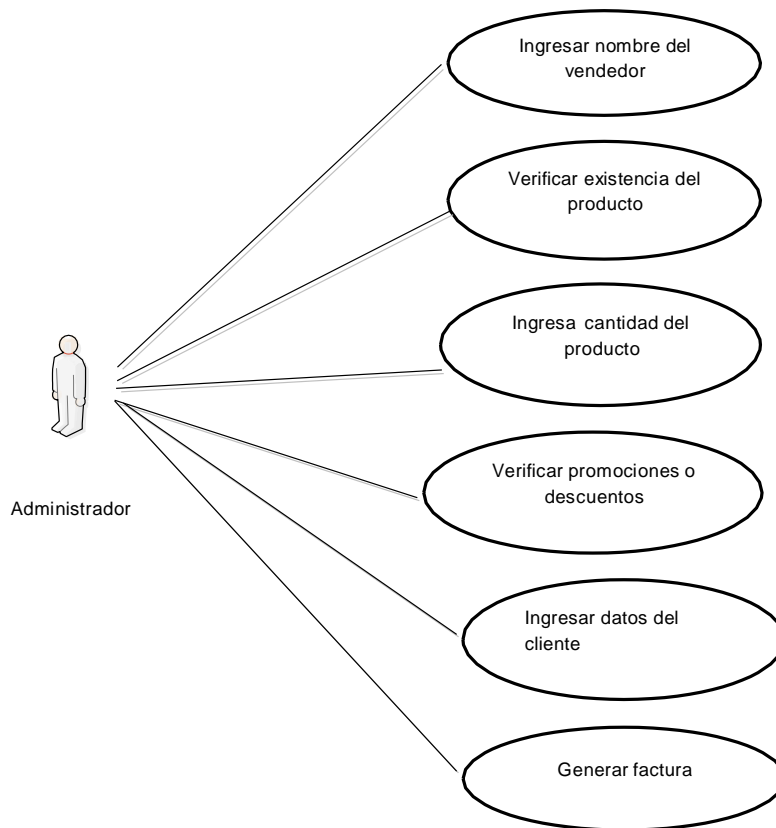 Ingresar nombre del
vendedor
Verificar existencia del
producto
Ingresa cantidad del
producto
Verificar promociones o
descuentos
Administrador
Ingresar datos del
cliente
Generar factura